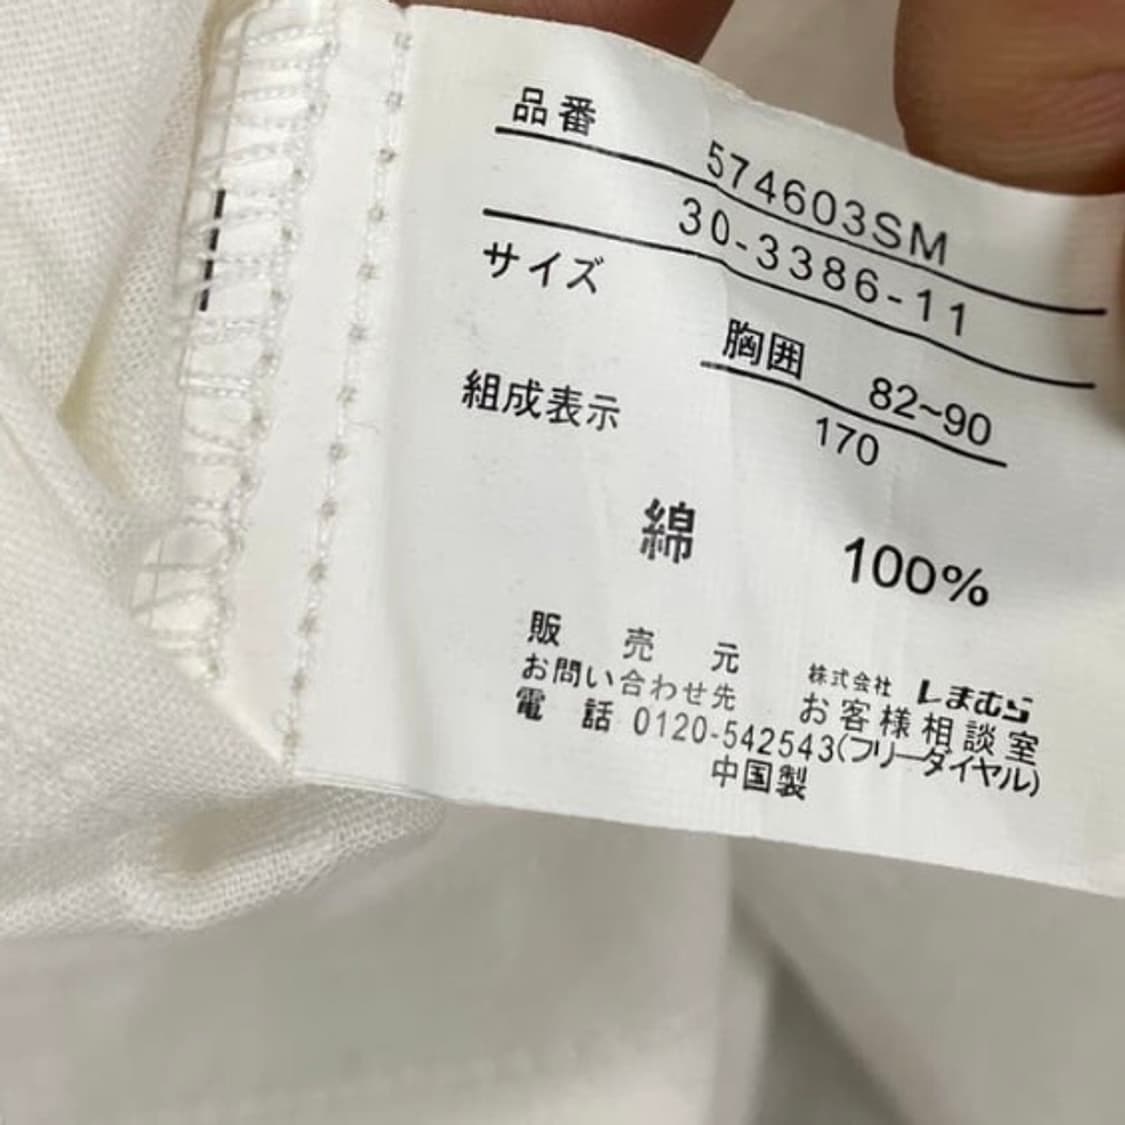 品番
574603SM
30-3386-11
サイズ
胸囲 82~90
170
組成表示
綿 100%
販売元 株式会社 しまむら
お問い合わせ先 お客様相談室
電話 0120-542543(フリーダイヤル)
中国製